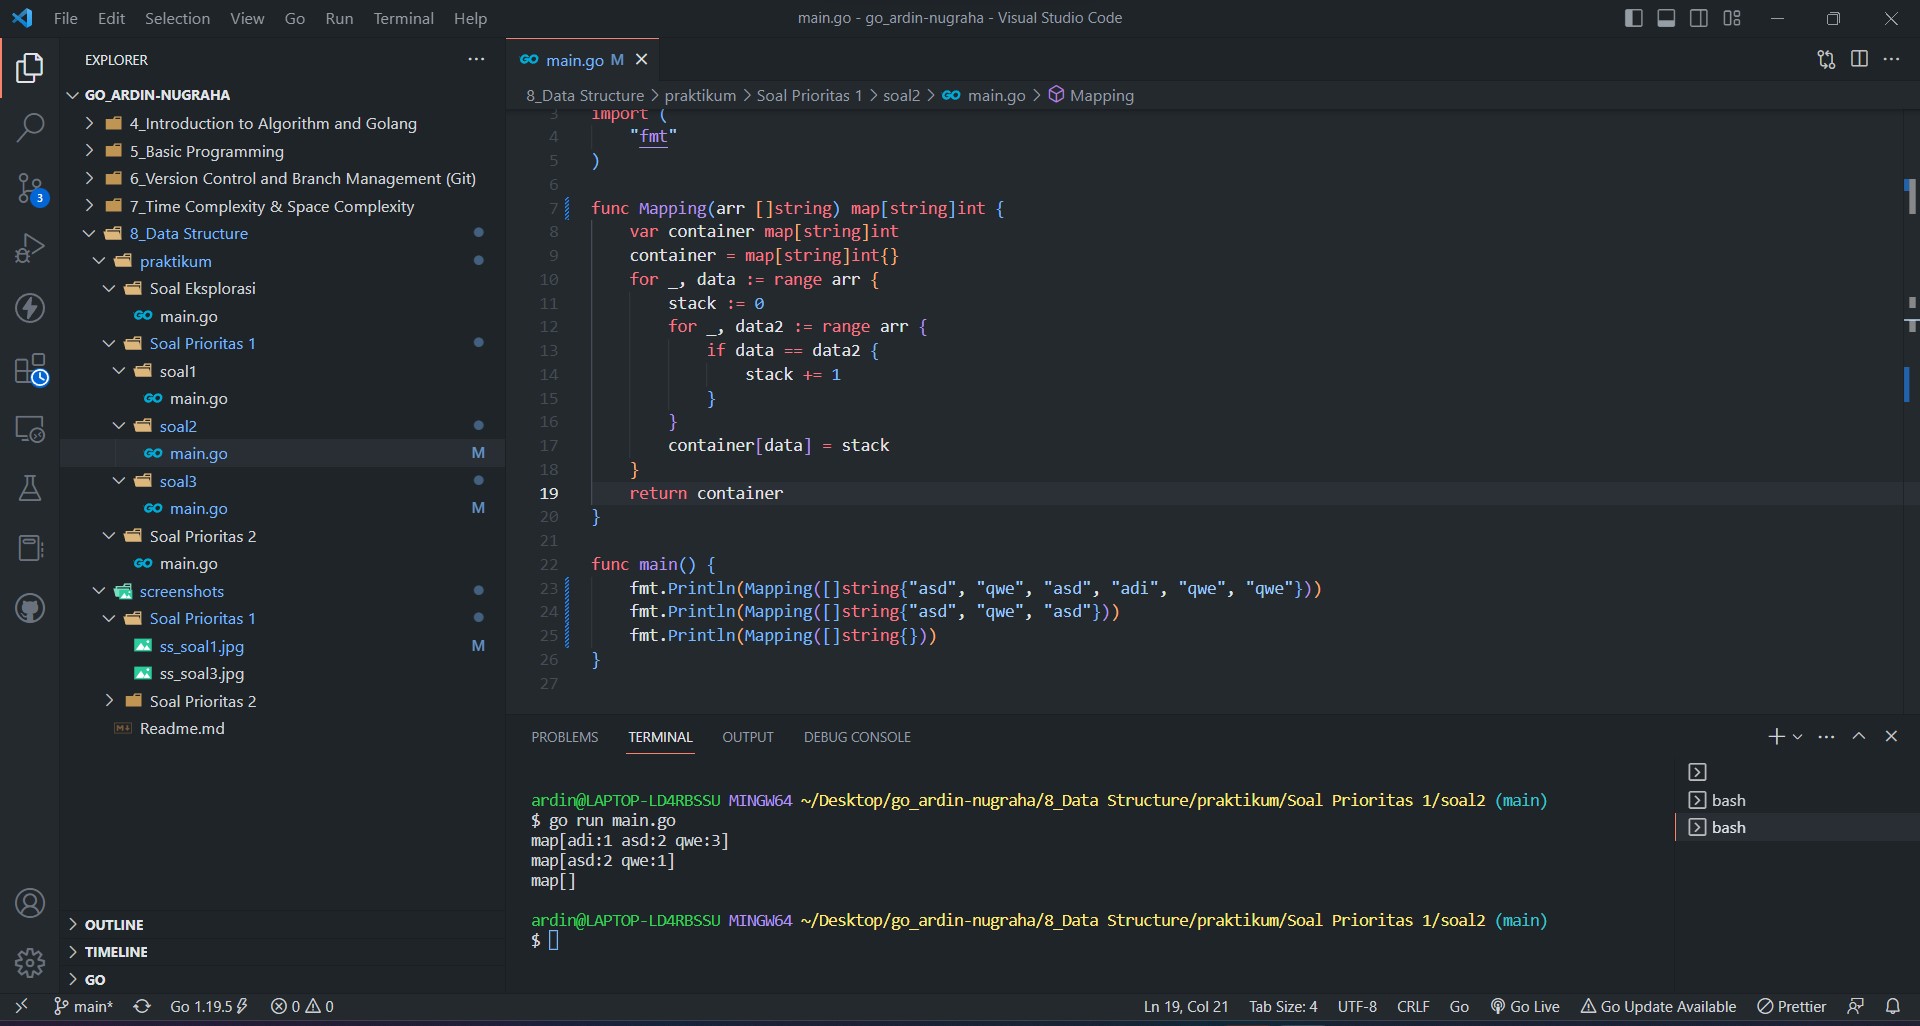 File Edit Selection View Go Run Terminal Help
main.go - go_ardin-nugraha - Visual Studio Code
EXPLORER
GO_ARDIN-NUGRAHA
4_Introduction to Algorithm and Golang
5_Basic Programming
6_Version Control and Branch Management (Git)
7_Time Complexity & Space Complexity
8_Data Structure
praktikum
Soal Eksplorasi
GO main.go
Soal Prioritas 1
soal1
GO main.go
soal2
GO main.go M
soal3
GO main.go M
Soal Prioritas 2
GO main.go
screenshots
Soal Prioritas 1
ss_soal1.jpg M
ss_soal3.jpg
Soal Prioritas 2
M↓ Readme.md
OUTLINE
TIMELINE
GO
3
GO main.go M
8_Data Structure > praktikum > Soal Prioritas 1 > soal2 > GO main.go > Mapping
3 import (
4 "fmt"
5 )
6
7 func Mapping(arr []string) map[string]int {
8 var container map[string]int
9 container = map[string]int{}
10 for _, data := range arr {
11 stack := 0
12 for _, data2 := range arr {
13 if data == data2 {
14 stack += 1
15 }
16 }
17 container[data] = stack
18 }
19 return container
20 }
21
22 func main() {
23 fmt.Println(Mapping([]string{"asd", "qwe", "asd", "adi", "qwe", "qwe"}))
24 fmt.Println(Mapping([]string{"asd", "qwe", "asd"}))
25 fmt.Println(Mapping([]string{}))
26 }
27
PROBLEMS TERMINAL OUTPUT DEBUG CONSOLE
ardin@LAPTOP-LD4RBSSU MINGW64 ~/Desktop/go_ardin-nugraha/8_Data Structure/praktikum/Soal Prioritas 1/soal2 (main)
$ go run main.go
map[adi:1 asd:2 qwe:3]
map[asd:2 qwe:1]
map[]
ardin@LAPTOP-LD4RBSSU MINGW64 ~/Desktop/go_ardin-nugraha/8_Data Structure/praktikum/Soal Prioritas 1/soal2 (main)
$
bash
bash
main* Go 1.19.5 0 0
Ln 19, Col 21 Tab Size: 4 UTF-8 CRLF Go Go Live Go Update Available Prettier